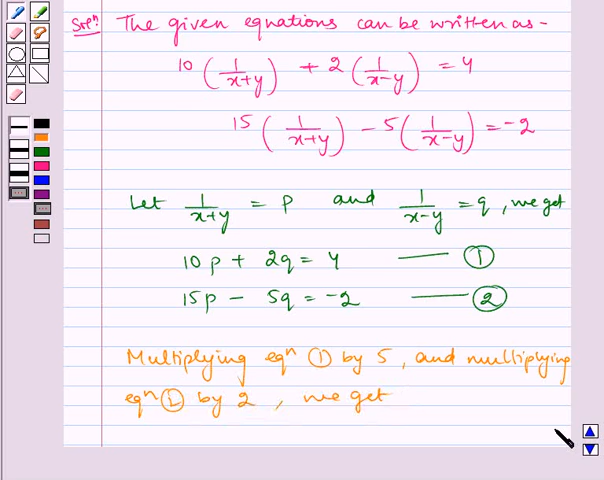 Solⁿ The given equations can be written as -
10 (1/(x+y)) + 2 (1/(x-y)) = 4
15 (1/(x+y)) - 5 (1/(x-y)) = -2
Let 1/(x+y) = p and 1/(x-y) = q, we get
10p + 2q = 4 —— ①
15p - 5q = -2 —— ②
Multiplying eqⁿ ① by 5, and multiplying
eqⁿ ② by 2, we get